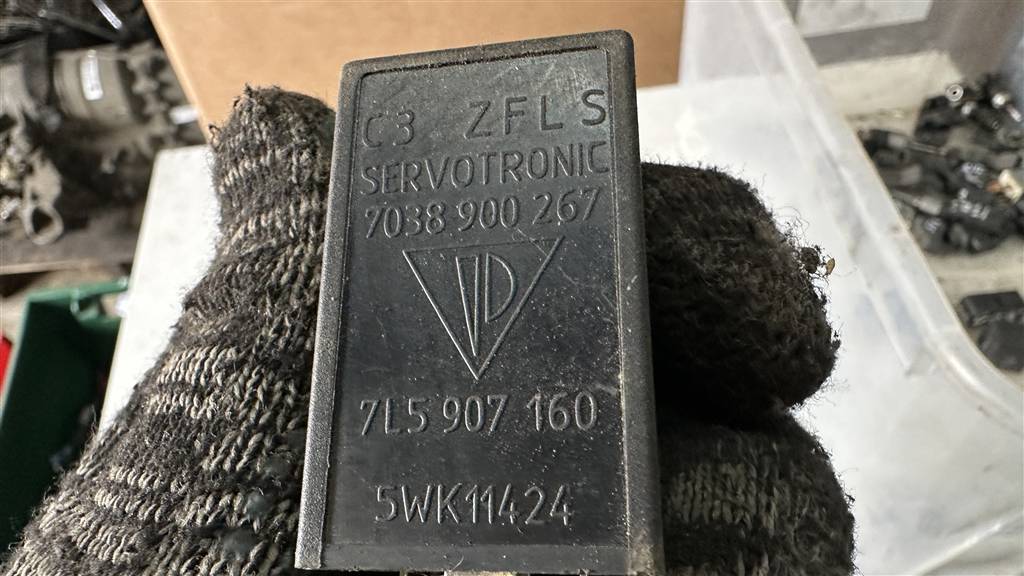 C3 ZFLS
SERVOTRONIC
7038 900 267
7L5 907 160
5WK11424